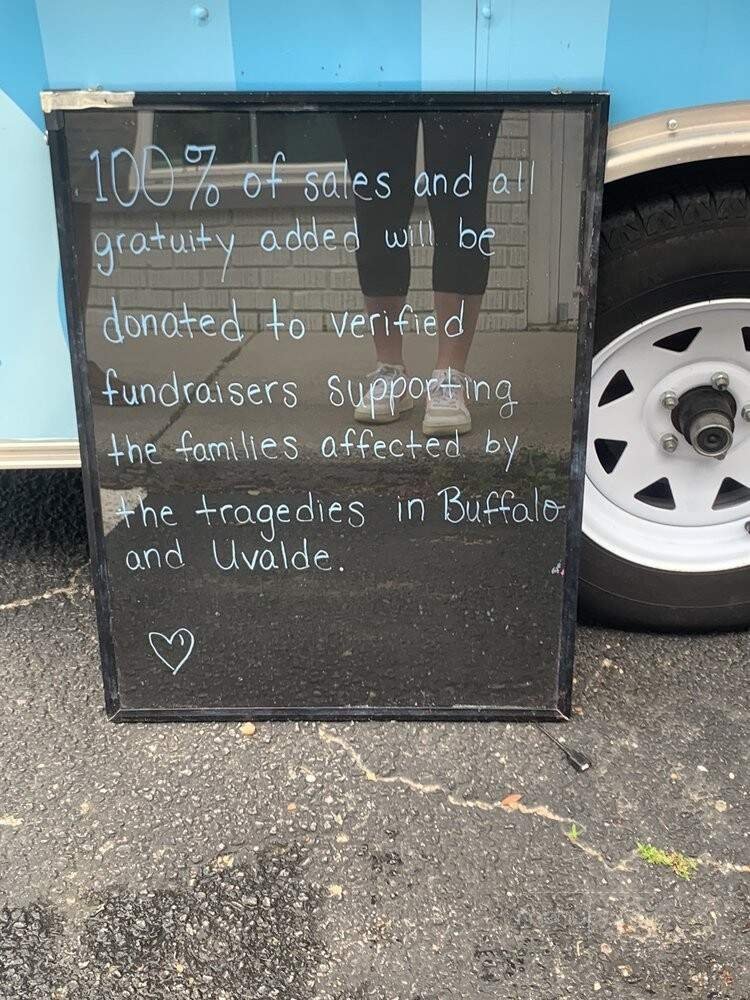 100% of sales and all
gratuity added will be
donated to verified
fundraisers supporting
the families affected by
the tragedies in Buffalo
and Uvalde.